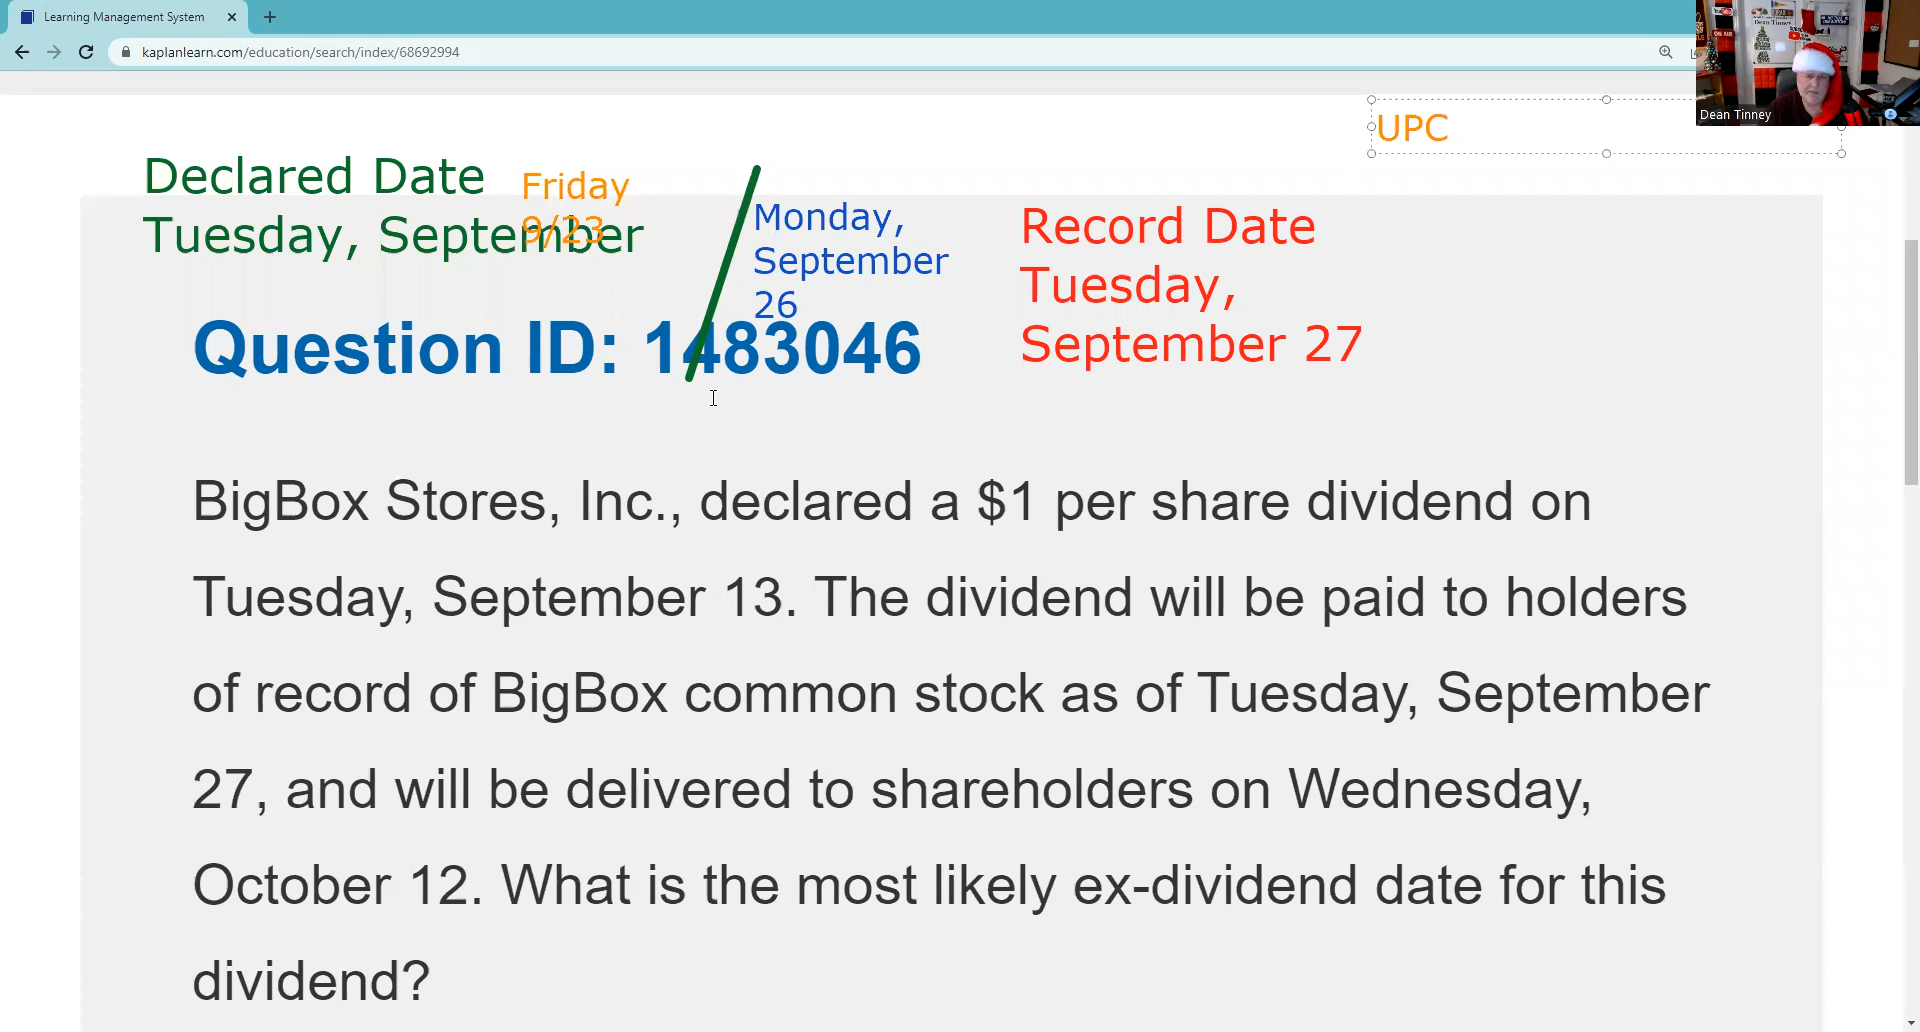 Learning Management System
kaplanlearn.com/education/search/index/68692994
Dean Tinney
UPC
Declared Date
Tuesday, September
Friday
9/23
Monday,
September
26
Record Date
Tuesday,
September 27
Question ID: 1483046
BigBox Stores, Inc., declared a $1 per share dividend on
Tuesday, September 13. The dividend will be paid to holders
of record of BigBox common stock as of Tuesday, September
27, and will be delivered to shareholders on Wednesday,
October 12. What is the most likely ex-dividend date for this
dividend?